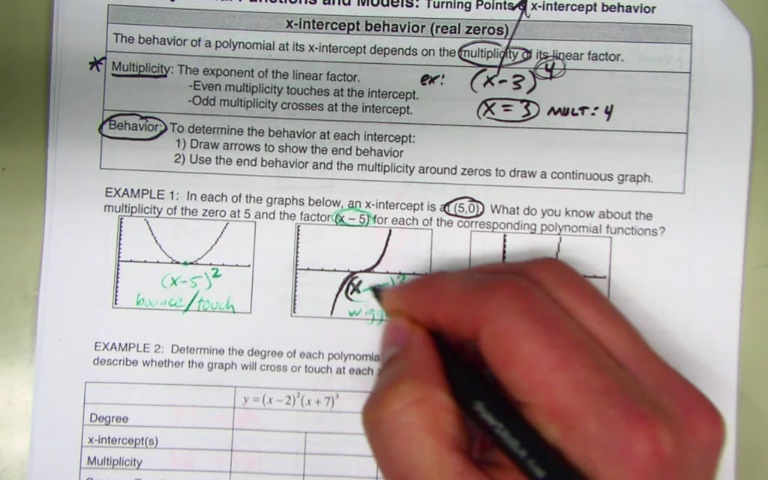 and Models: Turning Points & x-intercept behavior
x-intercept behavior (real zeros)
The behavior of a polynomial at its x-intercept depends on the multiplicity of its linear factor.
* Multiplicity: The exponent of the linear factor.
-Even multiplicity touches at the intercept.
-Odd multiplicity crosses at the intercept.
ex: (x-3)^4
x=3 MULT: 4
Behavior: To determine the behavior at each intercept:
1) Draw arrows to show the end behavior
2) Use the end behavior and the multiplicity around zeros to draw a continuous graph.
EXAMPLE 1: In each of the graphs below, an x-intercept is at (5,0) What do you know about the
multiplicity of the zero at 5 and the factor (x – 5) for each of the corresponding polynomial functions?
(x-5)^2
bounce/touch
(x
EXAMPLE 2: Determine the degree of each
describe whether the graph will cross or touch at each
y = (x – 2)²(x + 7)³
Degree
x-intercept(s)
Multiplicity